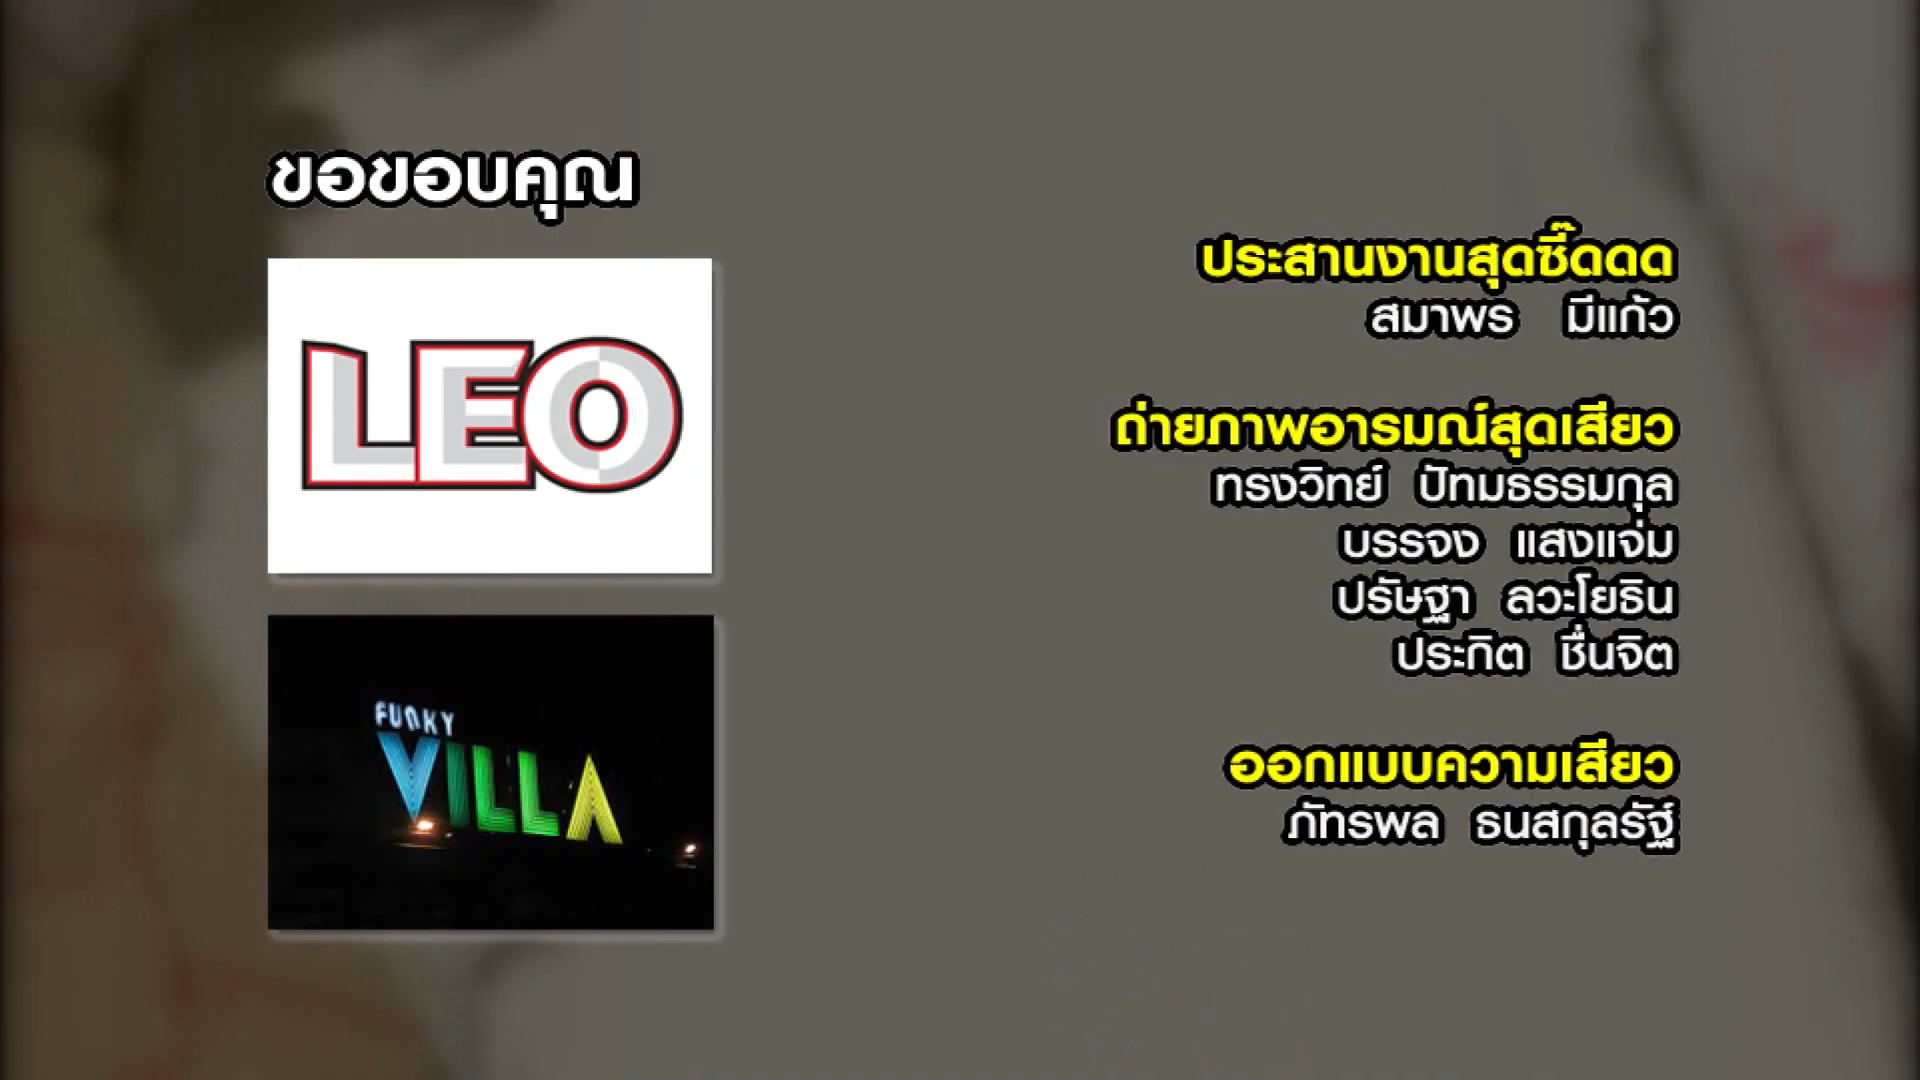 ขอขอบคุณ
LEO
FUNKY
VILLA
ประสานงานสุดซี๊ดดด
สมาพร มีแก้ว
ถ่ายภาพอารมณ์สุดเสียว
ทรงวิทย์ ปัทมธรรมกุล
บรรจง แสงแจ่ม
ปรัษฐา ลวะโยธิน
ประกิต ชื่นจิต
ออกแบบความเสียว
ภัทรพล ธนสกุลรัฐ์